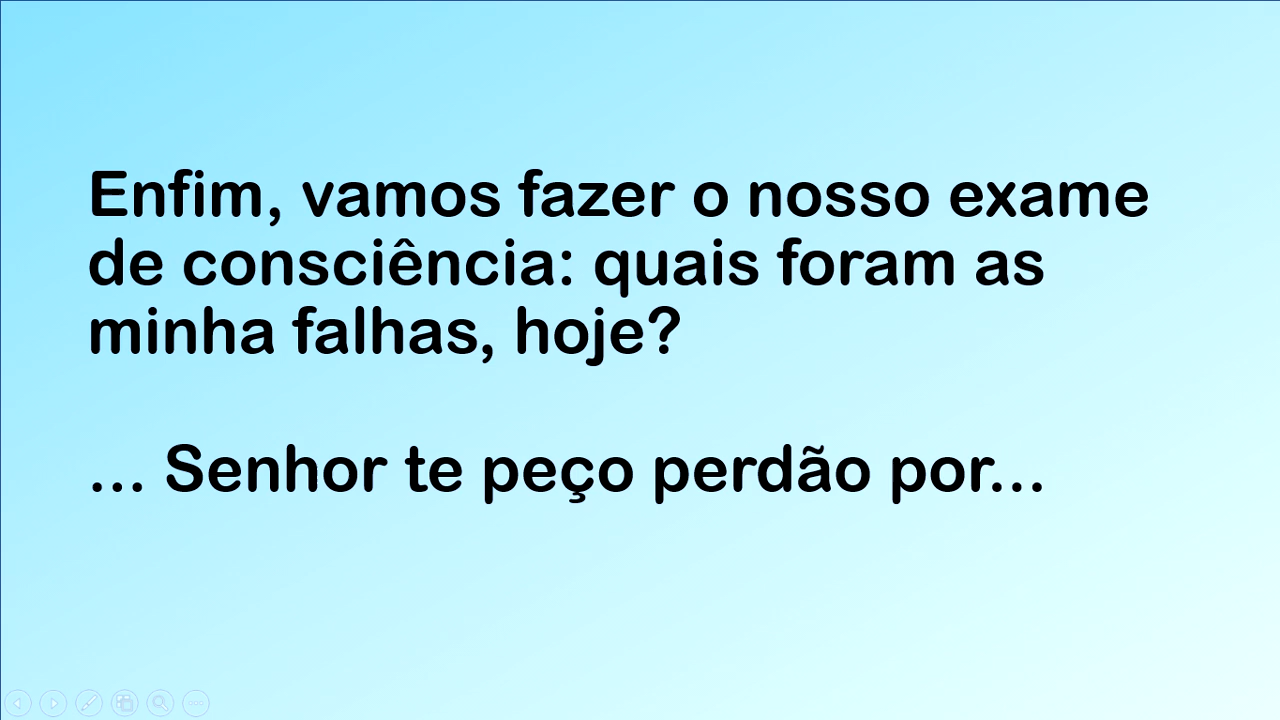 Enfim, vamos fazer o nosso exame
de consciência: quais foram as
minha falhas, hoje?
... Senhor te peço perdão por...